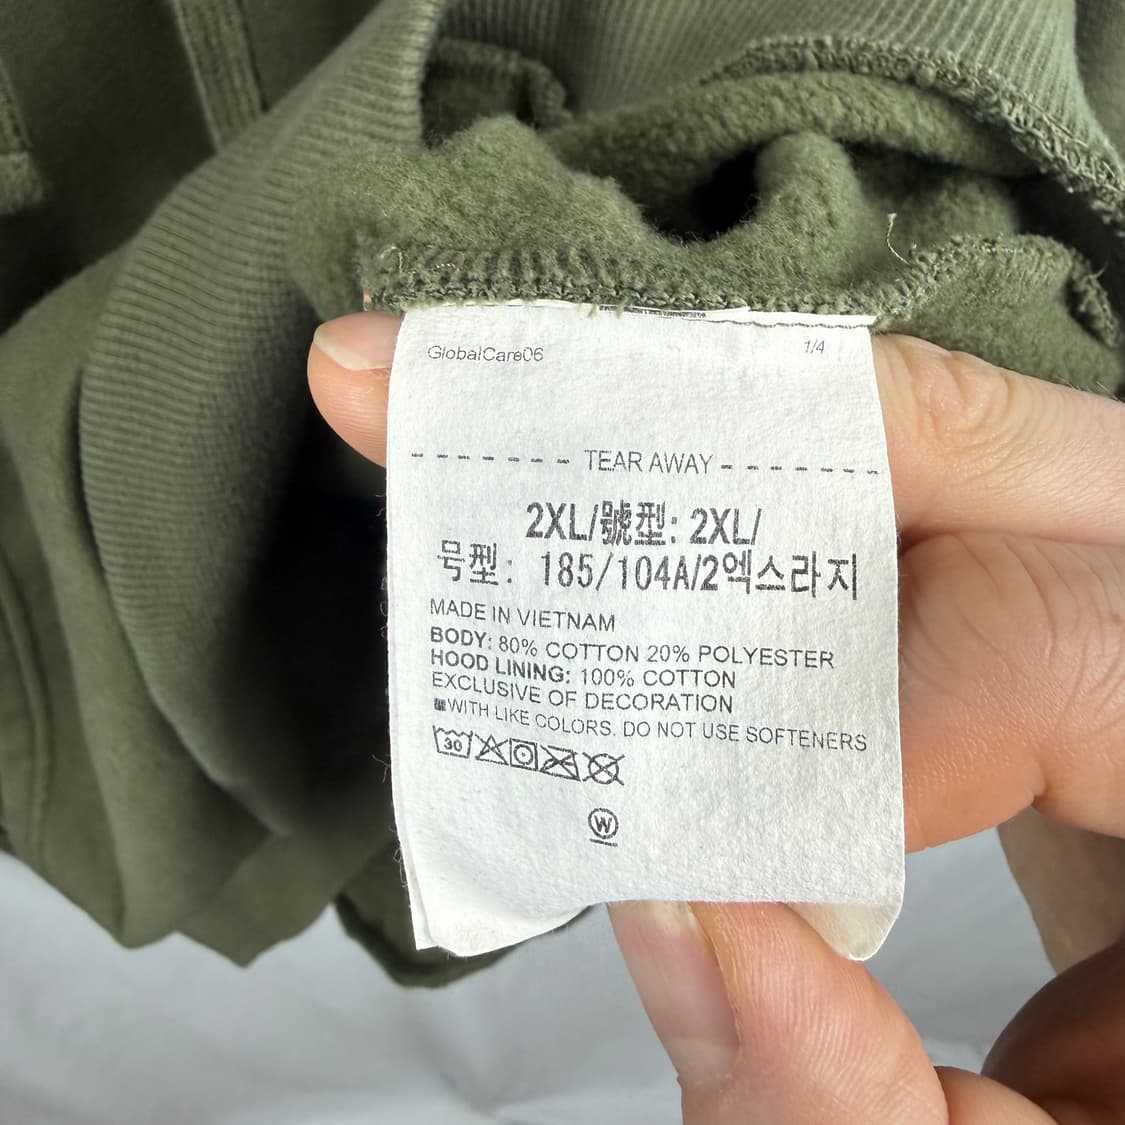 GlobalCare06 1/4
TEAR AWAY
2XL/號型: 2XL/
号型: 185/104A/2엑스라지
MADE IN VIETNAM
BODY: 80% COTTON 20% POLYESTER
HOOD LINING: 100% COTTON
EXCLUSIVE OF DECORATION
WITH LIKE COLORS. DO NOT USE SOFTENERS
30
W